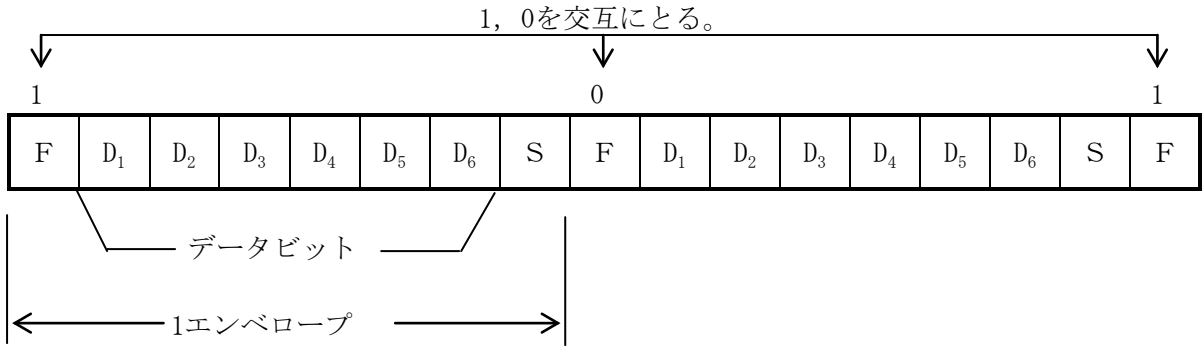 1, 0を交互にとる。
1 0 1
F D₁ D₂ D₃ D₄ D₅ D₆ S F D₁ D₂ D₃ D₄ D₅ D₆ S F
データビット
1エンベロープ